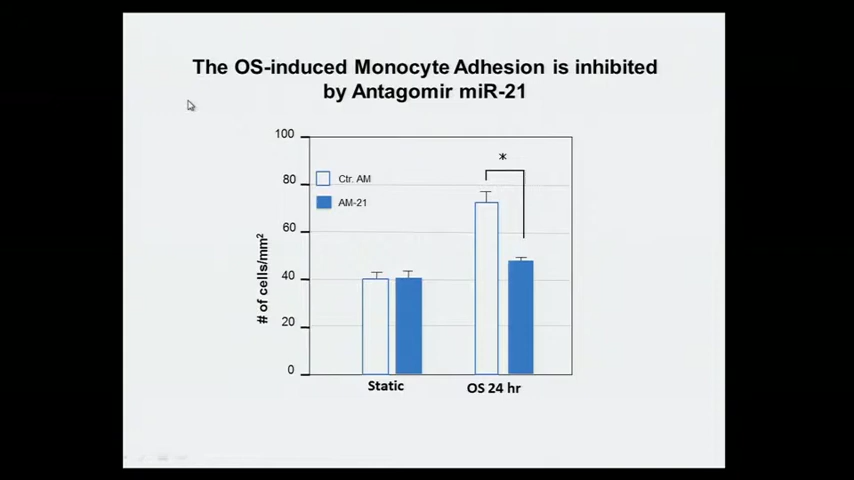 The OS-induced Monocyte Adhesion is inhibited
by Antagomir miR-21
100
80
60
40
20
0
# of cells/mm²
Ctr. AM
AM-21
*
Static
OS 24 hr